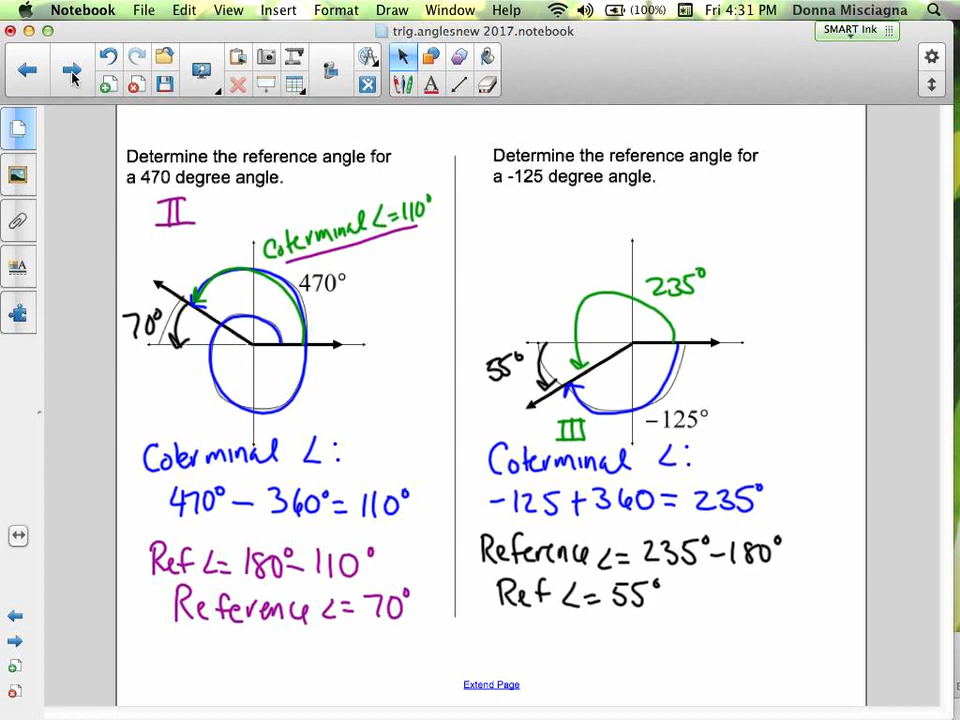 Notebook File Edit View Insert Format Draw Window Help (100%) Fri 4:31 PM Donna Misciagna
trig.anglesnew 2017.notebook
SMART Ink
Determine the reference angle for
a 470 degree angle.
II
Coterminal ∠=110°
470°
70°
Coterminal ∠:
470° − 360° = 110°
Ref ∠= 180° − 110°
Reference ∠= 70°
Determine the reference angle for
a -125 degree angle.
235°
55°
−125°
III
Coterminal ∠:
-125 + 360 = 235°
Reference ∠= 235° − 180°
Ref ∠= 55°
Extend Page